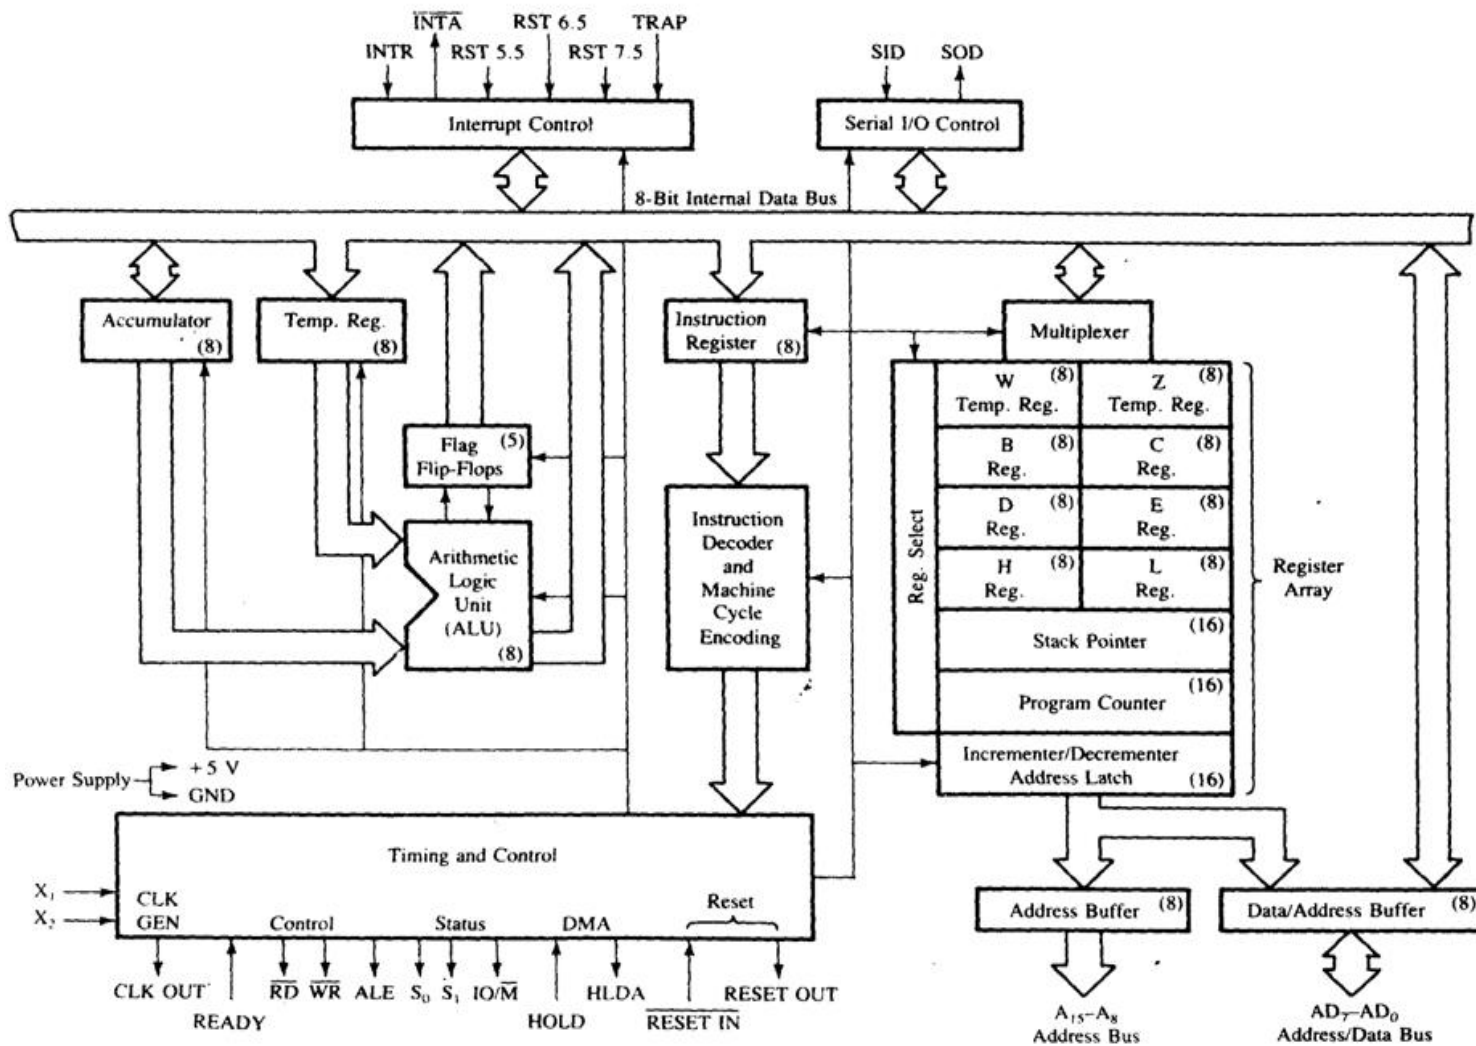 INTA
RST 6.5
TRAP
INTR
RST 5.5
RST 7.5
SID
SOD
Interrupt Control
Serial I/O Control
8-Bit Internal Data Bus
Accumulator
(8)
Temp. Reg.
(8)
Instruction
Register
(8)
Multiplexer
W
(8)
Temp. Reg.
Z
(8)
Temp. Reg.
Flag
(5)
Flip-Flops
B
(8)
Reg.
C
(8)
Reg.
Instruction
Decoder
and
Machine
Cycle
Encoding
Arithmetic
Logic
Unit
(ALU)
(8)
Reg. Select
D
(8)
Reg.
E
(8)
Reg.
H
(8)
Reg.
L
(8)
Reg.
Register
Array
Stack Pointer
(16)
Program Counter
(16)
Incrementer/Decrementer
Address Latch
(16)
Power Supply
+5 V
GND
Timing and Control
X₁
X₂
CLK
GEN
Control
Status
DMA
Reset
Address Buffer
(8)
Data/Address Buffer
(8)
CLK OUT
READY
RD
WR
ALE
S₀
S₁
IO/M
HOLD
HLDA
RESET IN
RESET OUT
A₁₅–A₈
Address Bus
AD₇–AD₀
Address/Data Bus